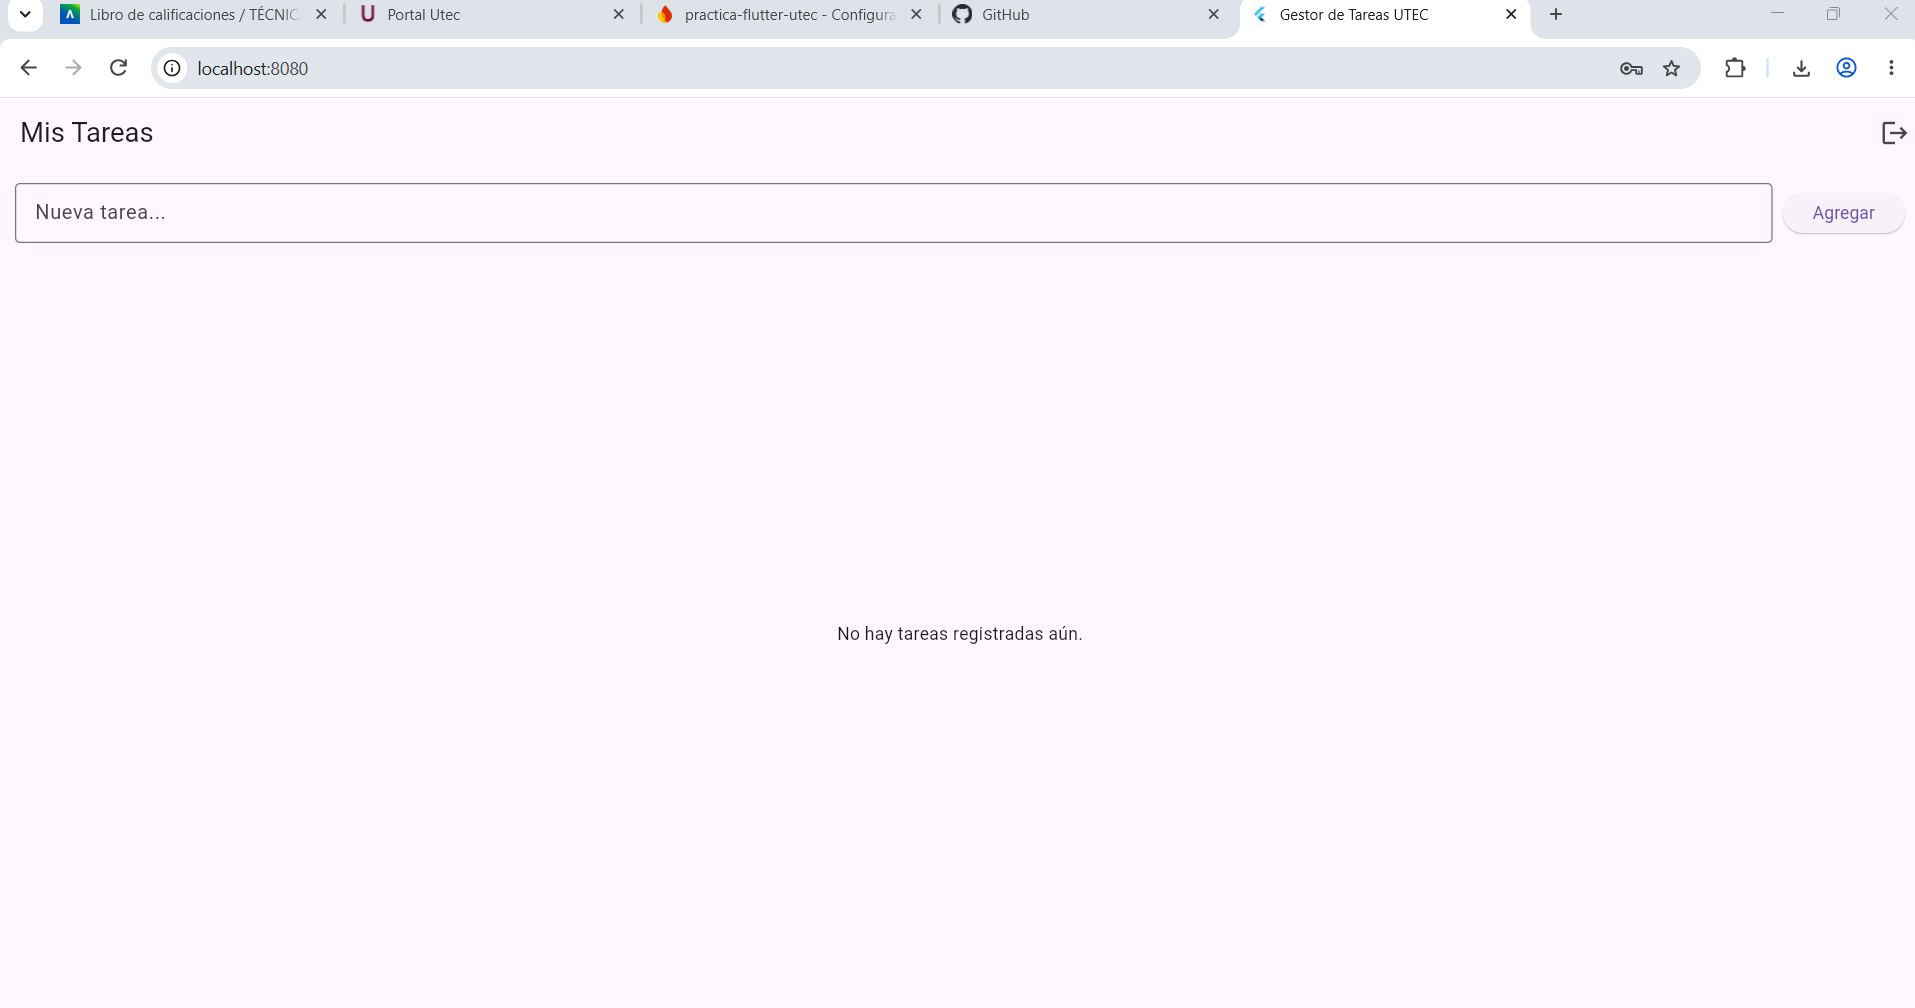 Libro de calificaciones / TÉCNIC
Portal Utec
practica-flutter-utec - Configura
GitHub
Gestor de Tareas UTEC
localhost:8080
Mis Tareas
Nueva tarea...
Agregar
No hay tareas registradas aún.